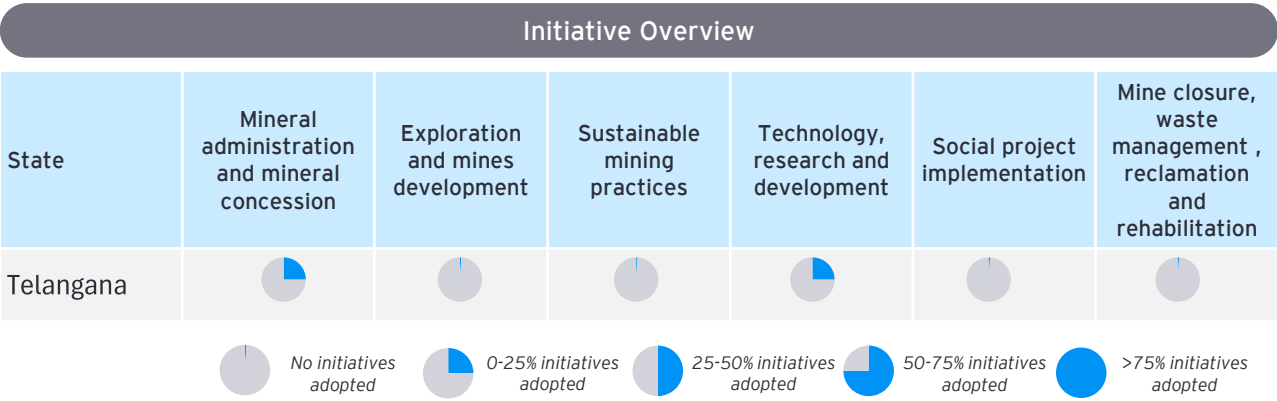 Initiative Overview
State
Mineral
administration
and mineral
concession
Exploration
and mines
development
Sustainable
mining
practices
Technology,
research and
development
Social project
implementation
Mine closure,
waste
management ,
reclamation
and
rehabilitation
Telangana
No initiatives
adopted
0-25% initiatives
adopted
25-50% initiatives
adopted
50-75% initiatives
adopted
>75% initiatives
adopted